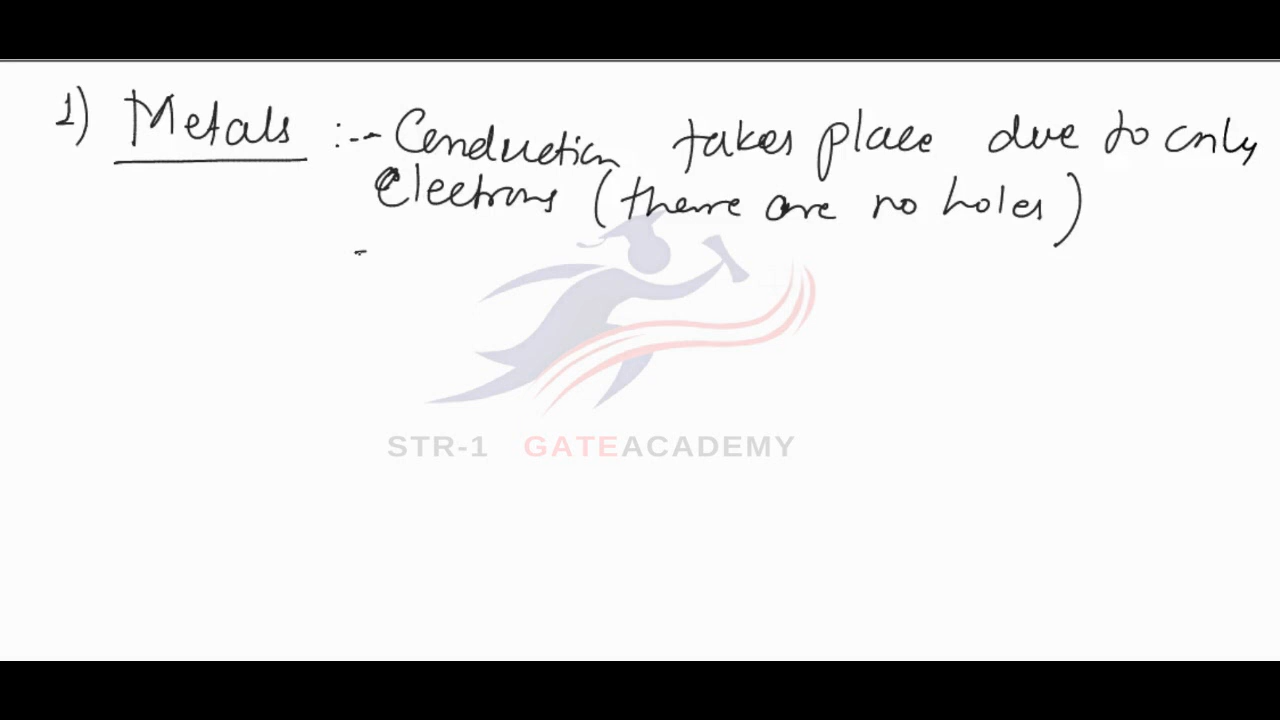 1) Metals :-- Conduction takes place due to only
Electrons (there are no holes)
-
STR-1 GATEACADEMY